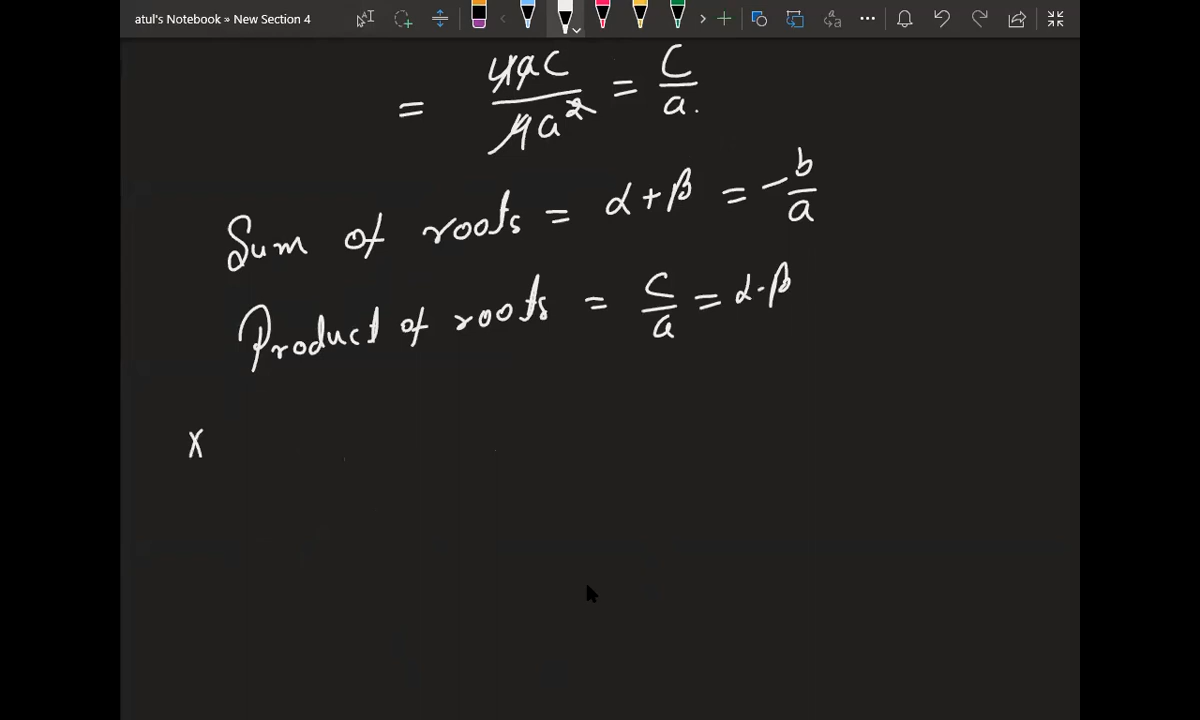 atul's Notebook » New Section 4
= 4ac/4a² = c/a.
Sum of roots = α + β = -b/a
Product of roots = c/a = α·β
x